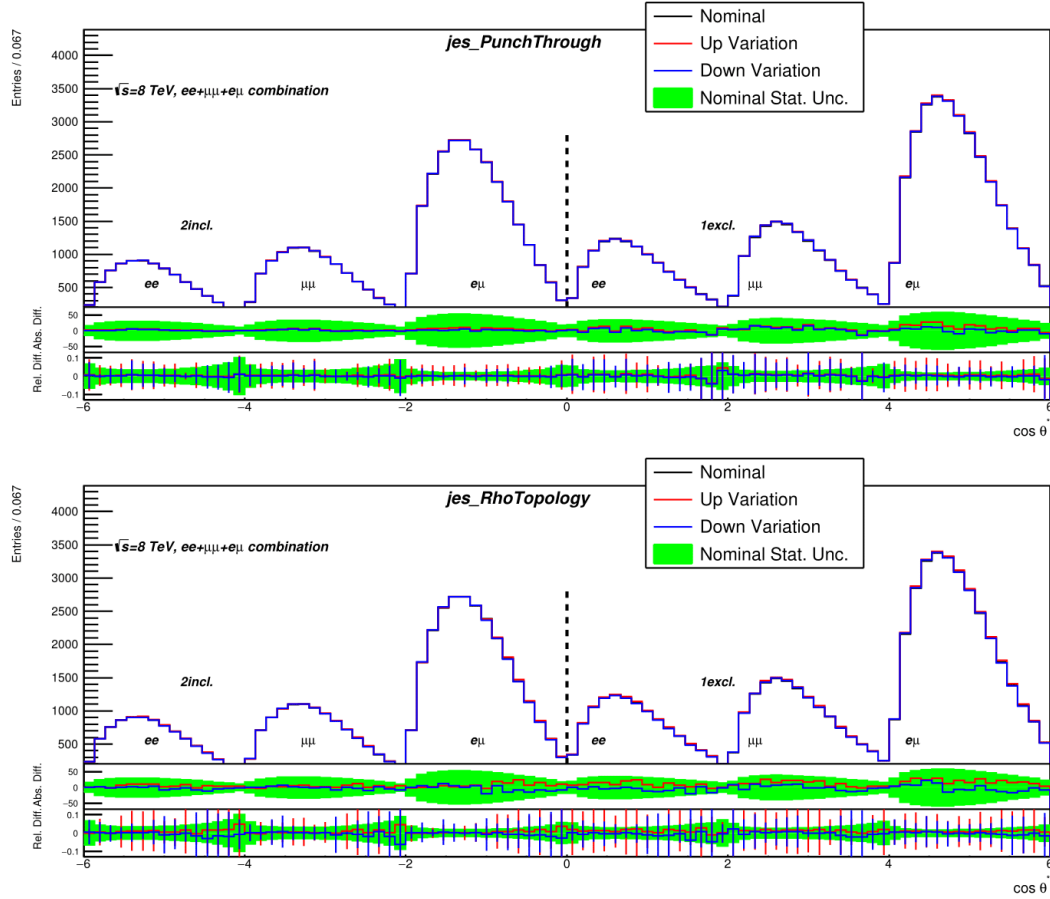 Nominal
Up Variation
Down Variation
Nominal Stat. Unc.
jes_PunchThrough
Entries / 0.067
4000
3500
3000
2500
2000
1500
1000
500
√s=8 TeV, ee+μμ+eμ combination
2incl.
1excl.
ee
μμ
eμ
ee
μμ
eμ
Abs. Diff.
50
0
−50
Rel. Diff.
0.1
0
−0.1
−6
−4
−2
0
2
4
6
cos θ*
Nominal
Up Variation
Down Variation
Nominal Stat. Unc.
jes_RhoTopology
Entries / 0.067
4000
3500
3000
2500
2000
1500
1000
500
√s=8 TeV, ee+μμ+eμ combination
2incl.
1excl.
ee
μμ
eμ
ee
μμ
eμ
Abs. Diff.
50
0
−50
Rel. Diff.
0.1
0
−0.1
−6
−4
−2
0
2
4
6
cos θ*